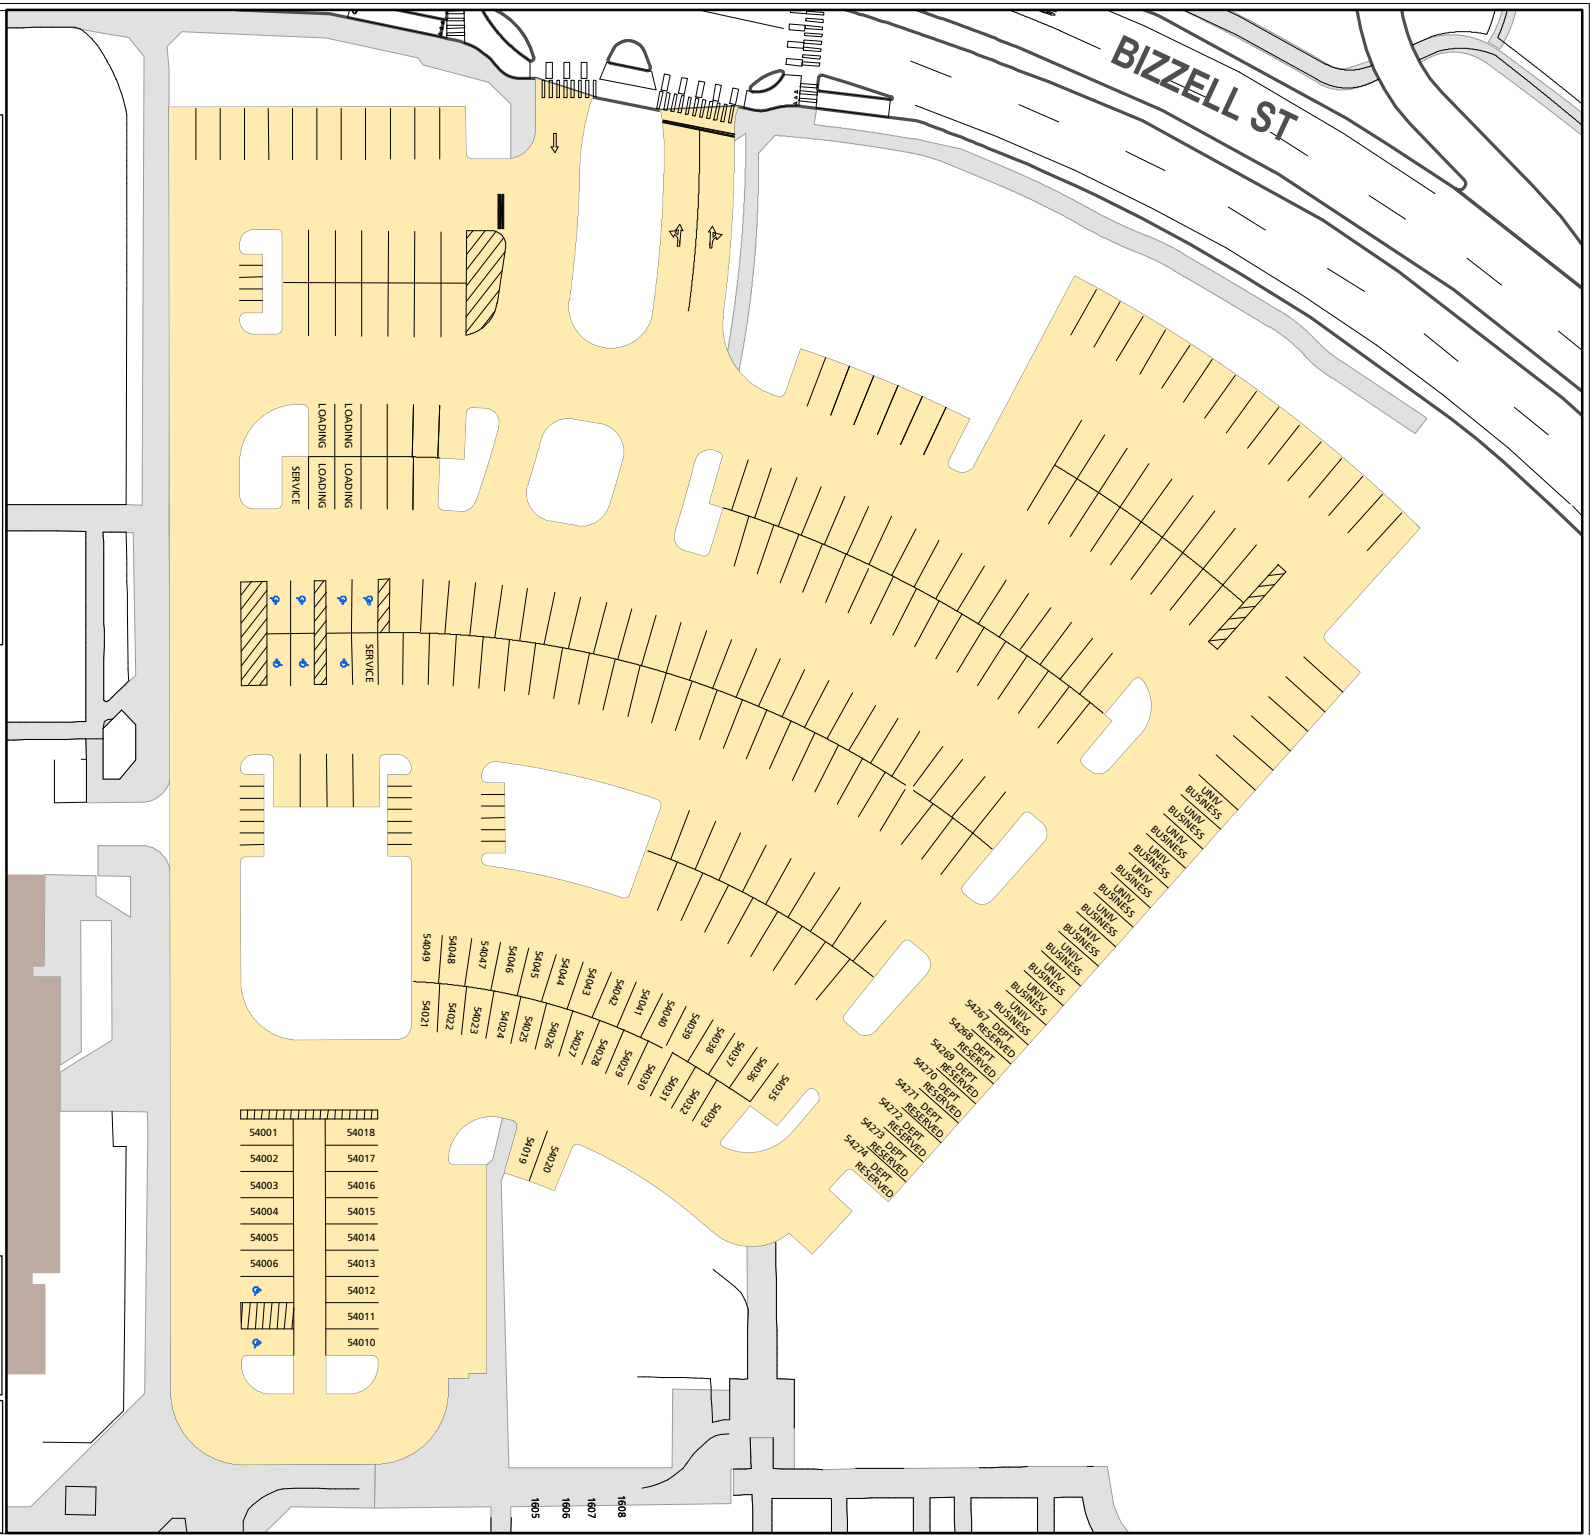 BIZZELL ST
LOADING
LOADING
SERVICE
LOADING
LOADING
SERVICE
UNIV
BUSINESS
UNIV
BUSINESS
UNIV
BUSINESS
UNIV
BUSINESS
UNIV
BUSINESS
UNIV
BUSINESS
UNIV
BUSINESS
UNIV
BUSINESS
UNIV
BUSINESS
UNIV
BUSINESS
UNIV
BUSINESS
UNIV
BUSINESS
54267 DEPT
RESERVED
54268 DEPT
RESERVED
54269 DEPT
RESERVED
54270 DEPT
RESERVED
54271 DEPT
RESERVED
54272 DEPT
RESERVED
54273 DEPT
RESERVED
54274 DEPT
RESERVED
54049
54048
54047
54046
54045
54044
54043
54042
54041
54040
54039
54038
54037
54036
54035
54021
54022
54023
54024
54025
54026
54027
54028
54029
54030
54031
54032
54033
54019
54020
54001
54018
54002
54017
54003
54016
54004
54015
54005
54014
54006
54013
54012
54011
54010
1605
1606
1607
1608